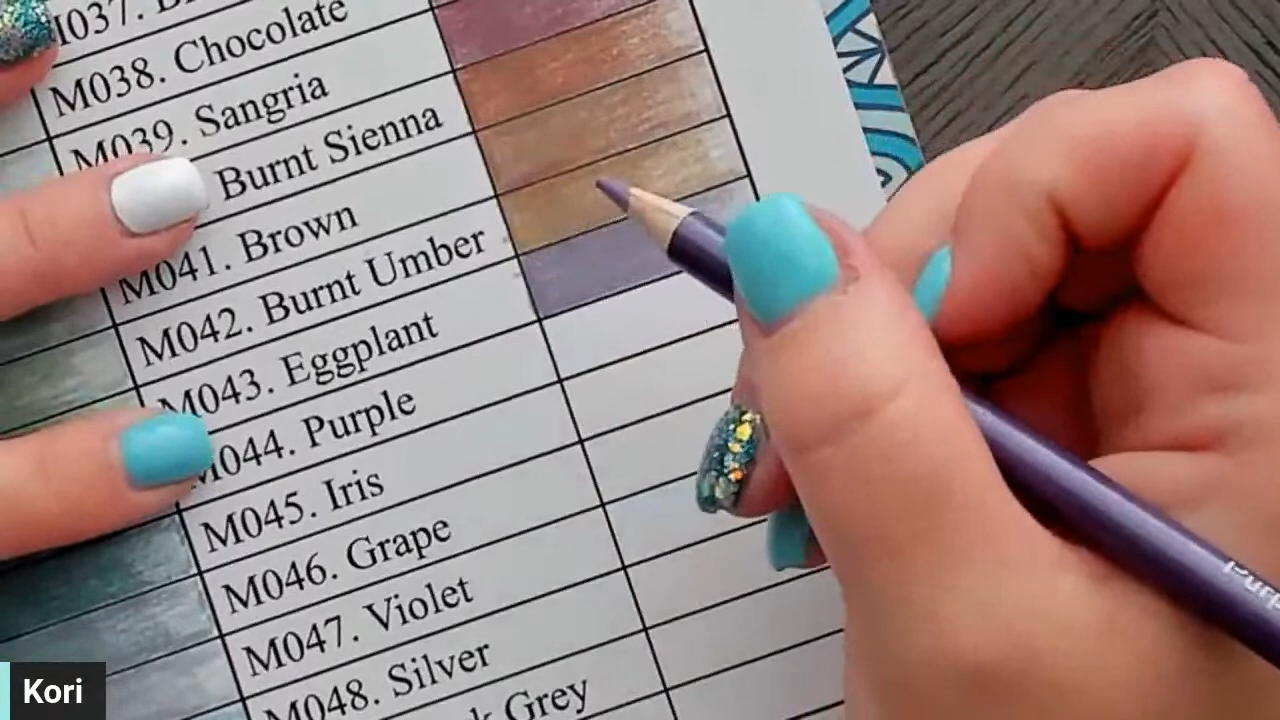 M038. Chocolate
M039. Sangria
Burnt Sienna
M041. Brown
M042. Burnt Umber
M043. Eggplant
M044. Purple
M045. Iris
M046. Grape
M047. Violet
M048. Silver
Grey
Kori